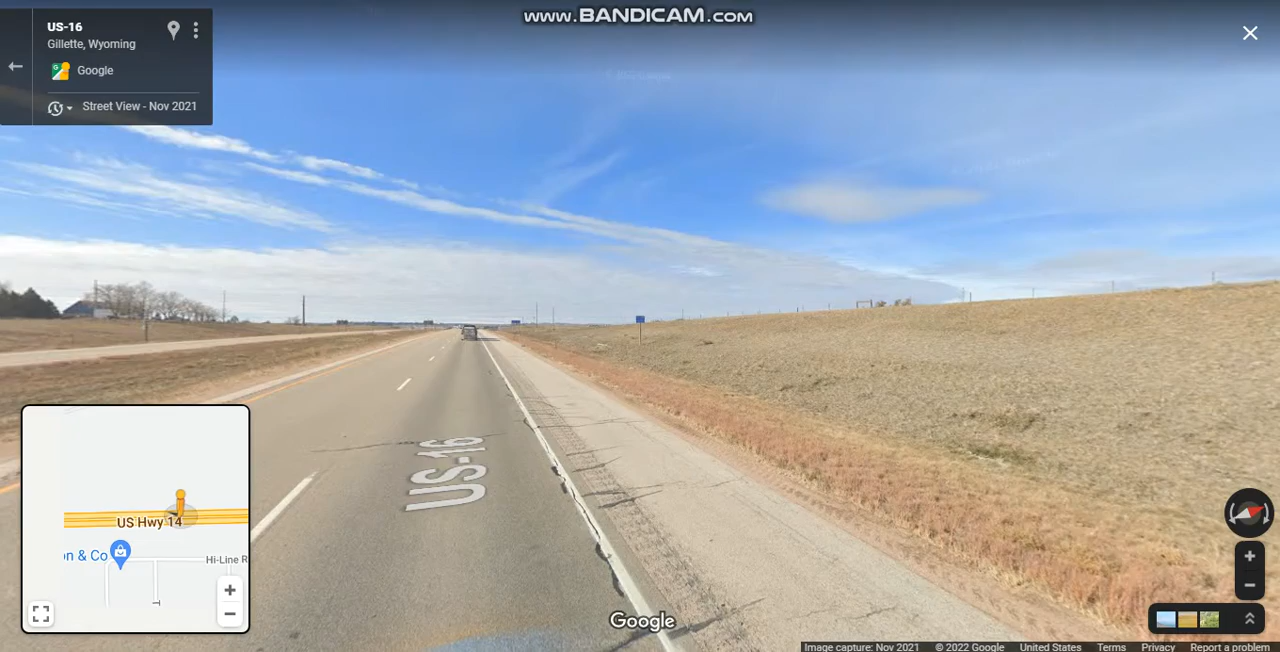 www.BANDICAM.com
US-16
Gillette, Wyoming
Google
Street View - Nov 2021
US-16
US Hwy 14
on & Co
Hi-Line R
Google
Image capture: Nov 2021 © 2022 Google United States Terms Privacy Report a problem